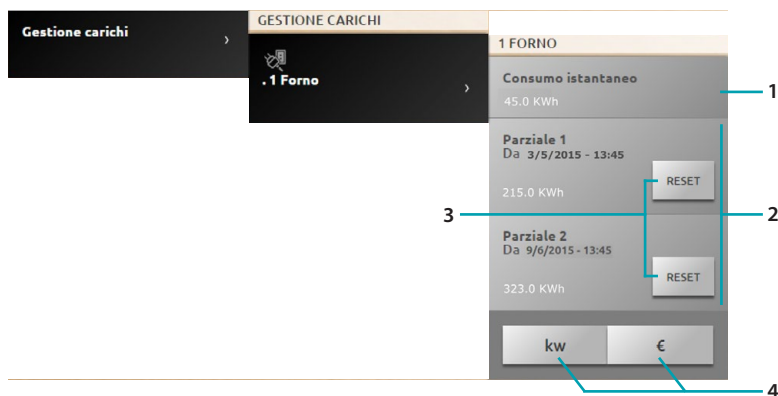 Gestione carichi
GESTIONE CARICHI
. 1 Forno
1 FORNO
Consumo istantaneo
45.0 KWh
1
Parziale 1
Da 3/5/2015 - 13:45
RESET
215.0 KWh
2
3
Parziale 2
Da 9/6/2015 - 13:45
RESET
323.0 KWh
kw €
4